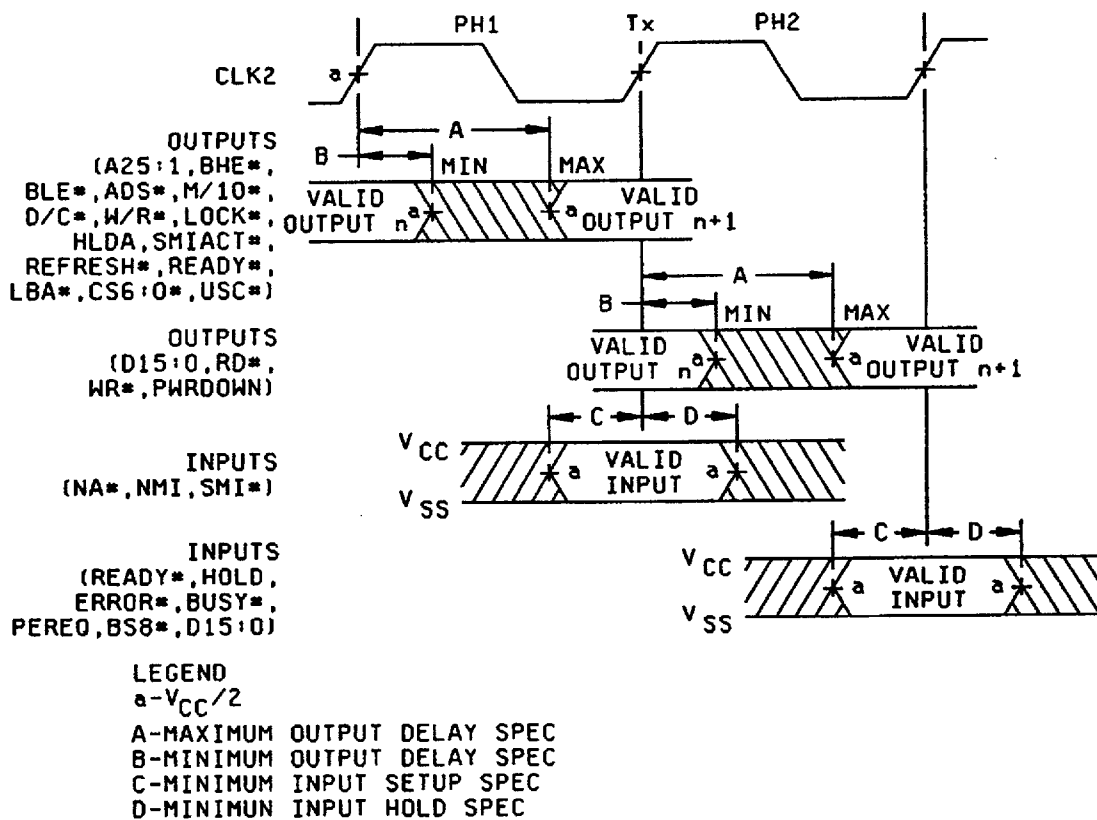 PH1 Tx PH2
CLK2 a
A
OUTPUTS
(A25:1,BHE*,
BLE*,ADS*,M/IO*,
D/C*,W/R*,LOCK*,
HLDA,SMIACT*,
REFRESH*,READY*,
LBA*,CS6:0*,USC*)
B MIN MAX
VALID OUTPUT n a a VALID OUTPUT n+1
A
B MIN MAX
OUTPUTS
(D15:0,RD*,
WR*,PWRDOWN)
VALID OUTPUT n a a VALID OUTPUT n+1
C D
INPUTS
(NA*,NMI,SMI*)
VCC
VSS
a VALID INPUT a
C D
INPUTS
(READY*,HOLD,
ERROR*,BUSY*,
PEREQ,BS8*,D15:0)
VCC
VSS
a VALID INPUT a
LEGEND
a-VCC/2
A-MAXIMUM OUTPUT DELAY SPEC
B-MINIMUM OUTPUT DELAY SPEC
C-MINIMUM INPUT SETUP SPEC
D-MINIMUN INPUT HOLD SPEC